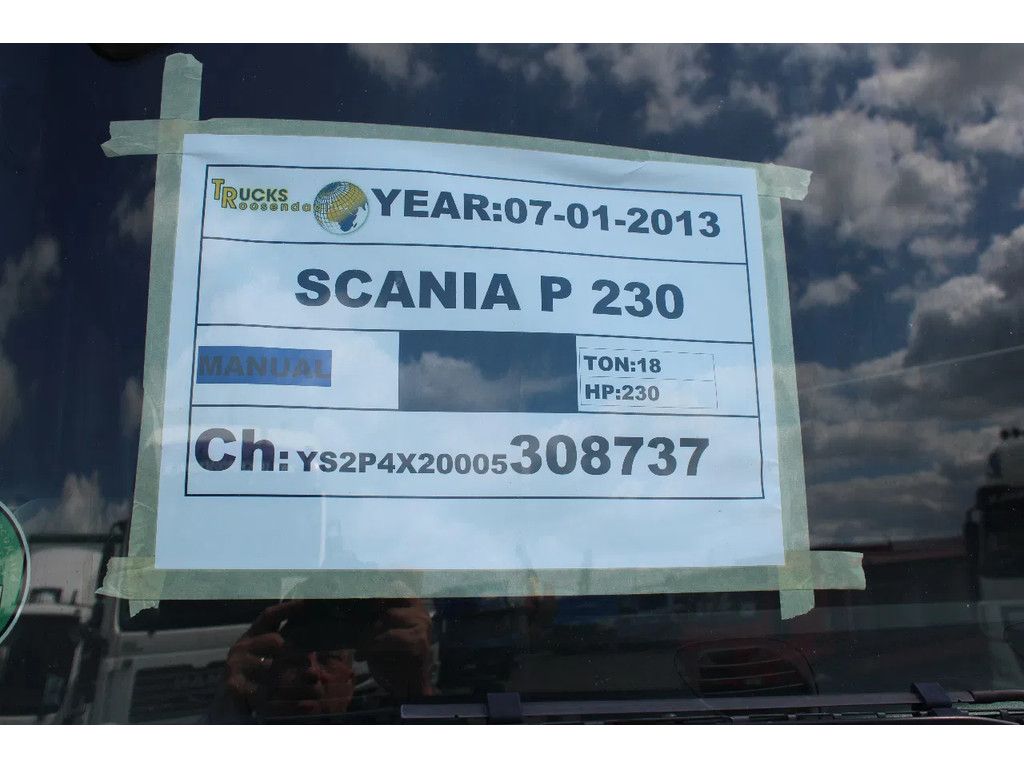 TRUCKS
Roosendaal
YEAR:07-01-2013
SCANIA P 230
MANUAL
TON:18
HP:230
Ch: YS2P4X20005308737